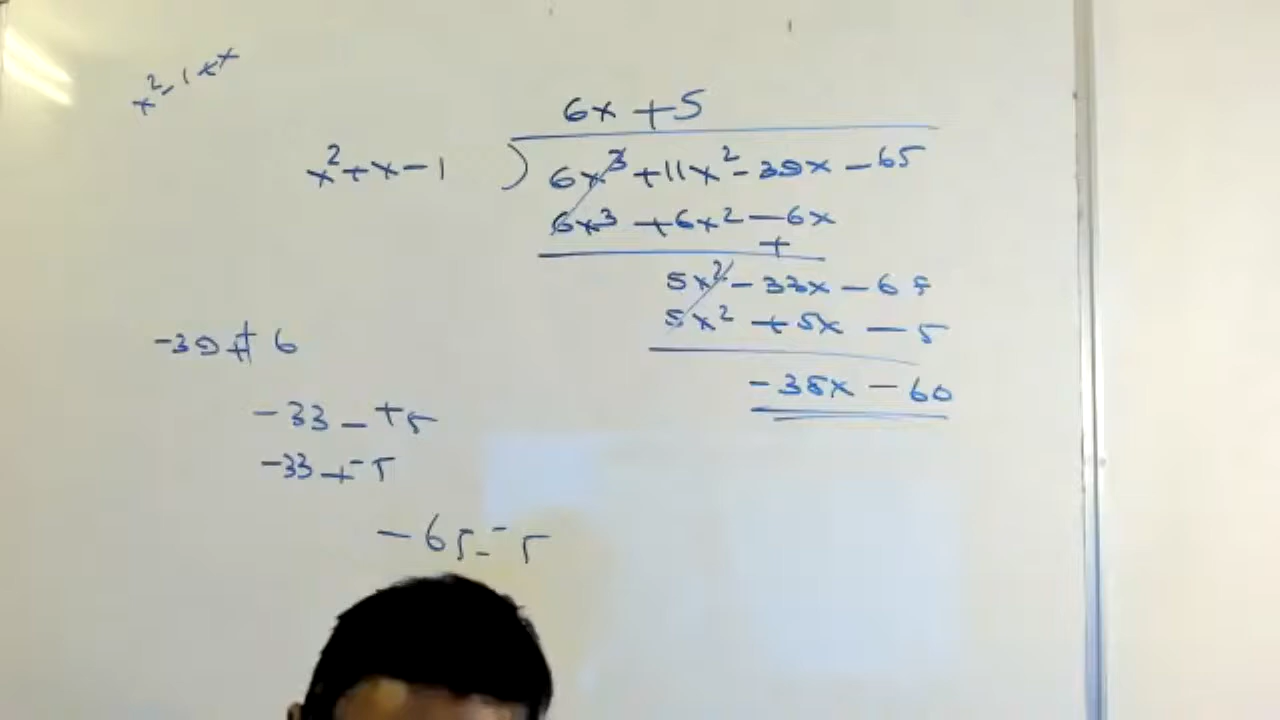 x² - 1 + x
6x + 5
x² + x - 1 ) 6x³ + 11x² - 39x - 65
6x³ + 6x² - 6x
+
5x² - 33x - 65
5x² + 5x - 5
-38x - 60
-39 + 6
-33 - +5
-33 + -5
-65 - -5